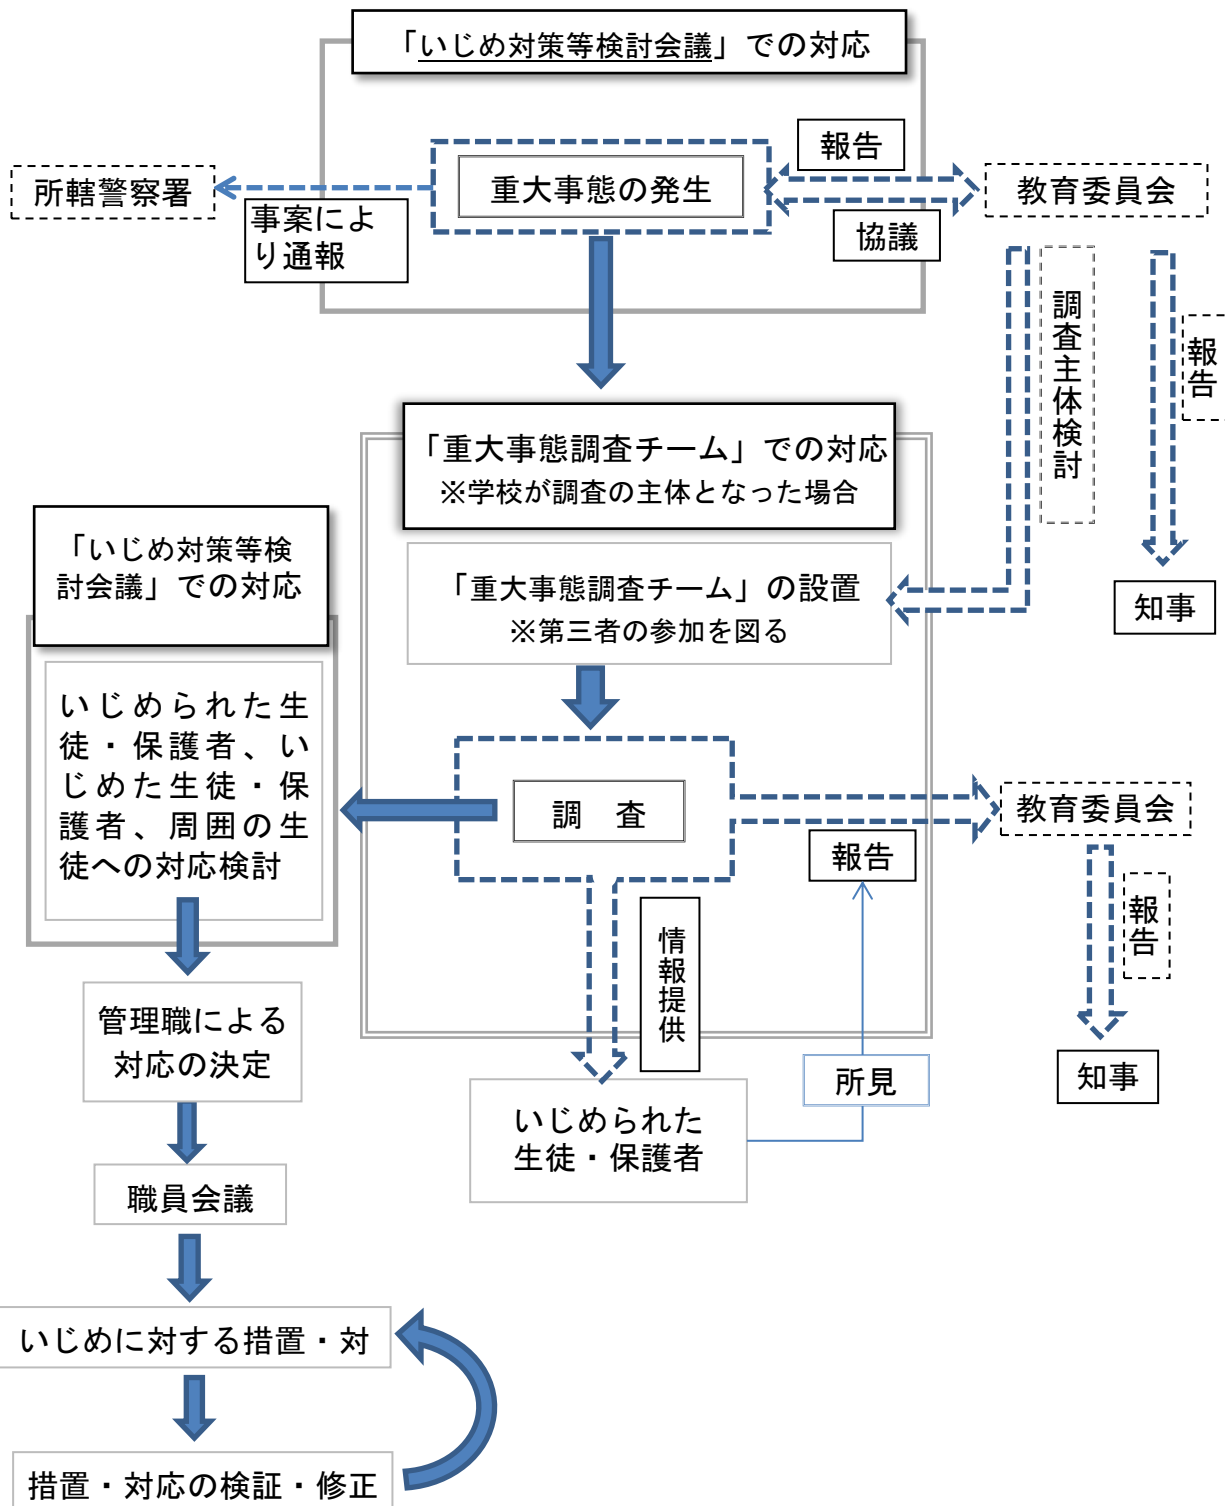 「いじめ対策等検討会議」での対応
報告
重大事態の発生
所轄警察署
教育委員会
事案によ
り通報
協議
調査主体検討
報告
「重大事態調査チーム」での対応
※学校が調査の主体となった場合
「いじめ対策等検
討会議」での対応
「重大事態調査チーム」の設置
※第三者の参加を図る
知事
いじめられた生
徒・保護者、い
じめた生徒・保
護者、周囲の生
徒への対応検討
調　査
教育委員会
報告
報告
情報提供
管理職による
対応の決定
所見
知事
いじめられた
生徒・保護者
職員会議
いじめに対する措置・対
措置・対応の検証・修正